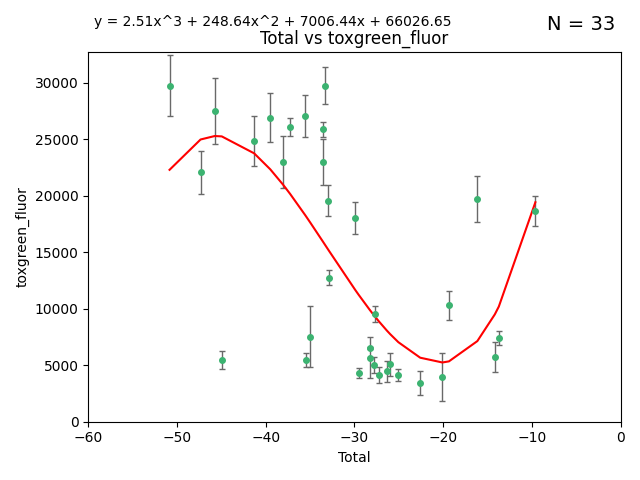 y = 2.51x^3 + 248.64x^2 + 7006.44x + 66026.65
N = 33
Total vs toxgreen_fluor
30000
25000
20000
15000
10000
5000
0
toxgreen_fluor
−60
−50
−40
−30
−20
−10
0
Total